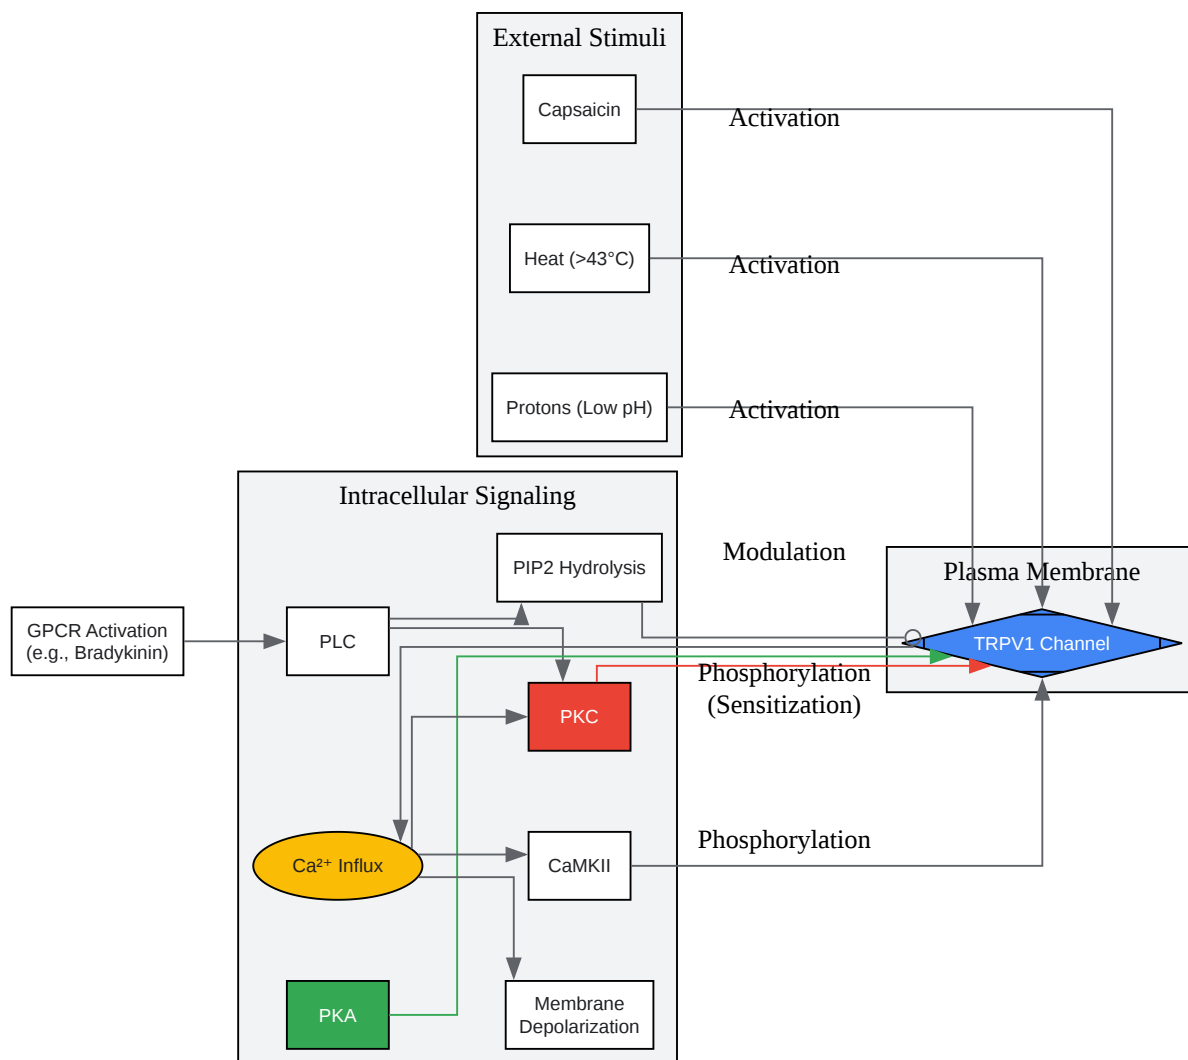 External Stimuli
Capsaicin
Activation
Heat (>43°C)
Activation
Protons (Low pH)
Activation
Intracellular Signaling
PIP2 Hydrolysis
Modulation
Plasma Membrane
GPCR Activation
(e.g., Bradykinin)
PLC
TRPV1 Channel
Phosphorylation
(Sensitization)
PKC
Phosphorylation
Ca²⁺ Influx
CaMKII
PKA
Membrane
Depolarization